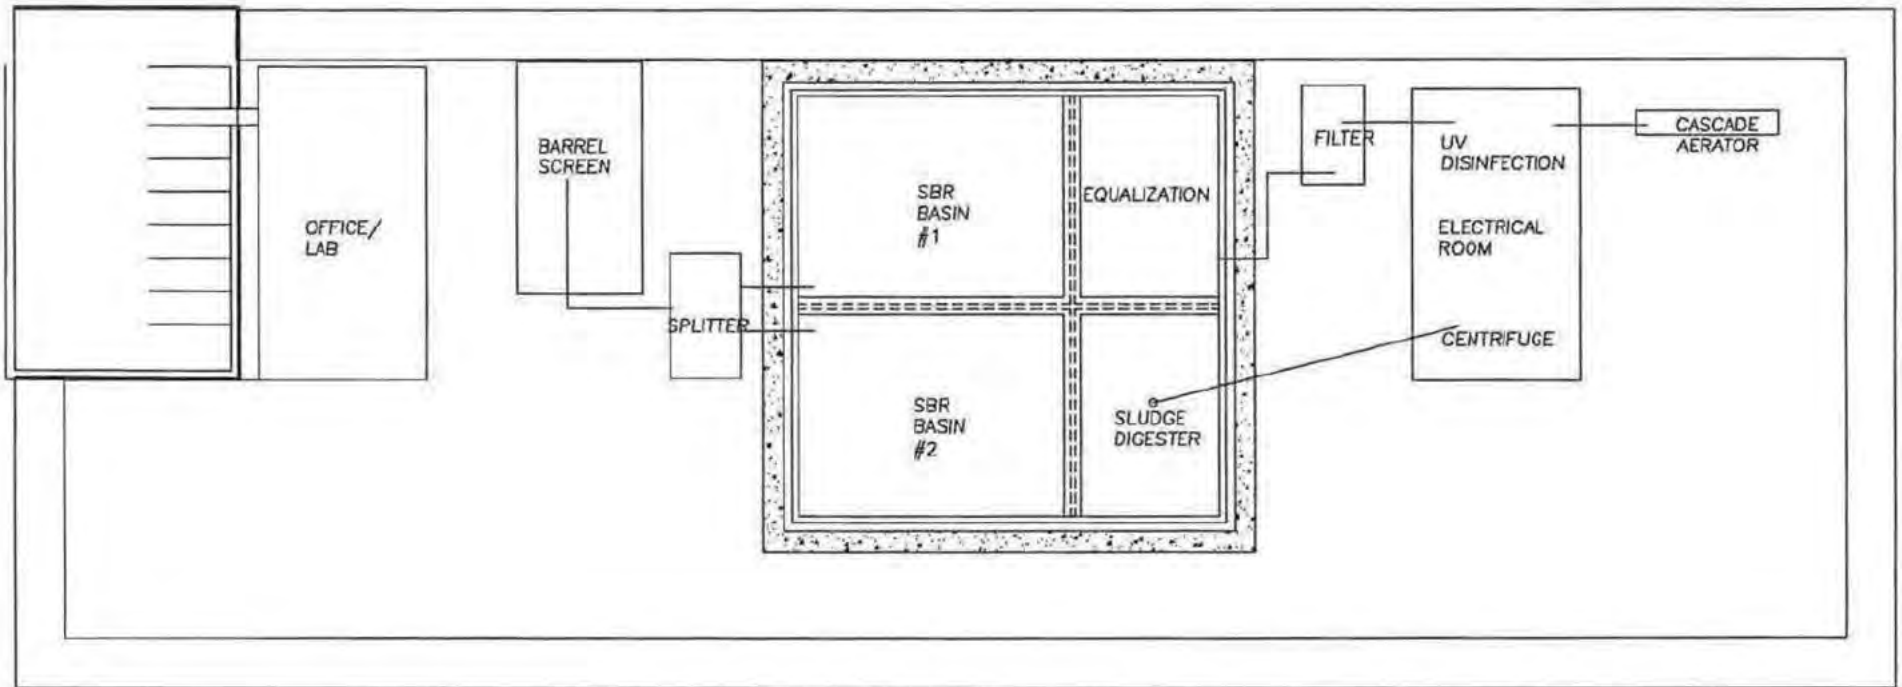 OFFICE/
LAB
BARREL
SCREEN
SPLITTER
SBR
BASIN
#1
SBR
BASIN
#2
EQUALIZATION
SLUDGE
DIGESTER
FILTER
UV
DISINFECTION
ELECTRICAL
ROOM
CENTRIFUGE
CASCADE
AERATOR